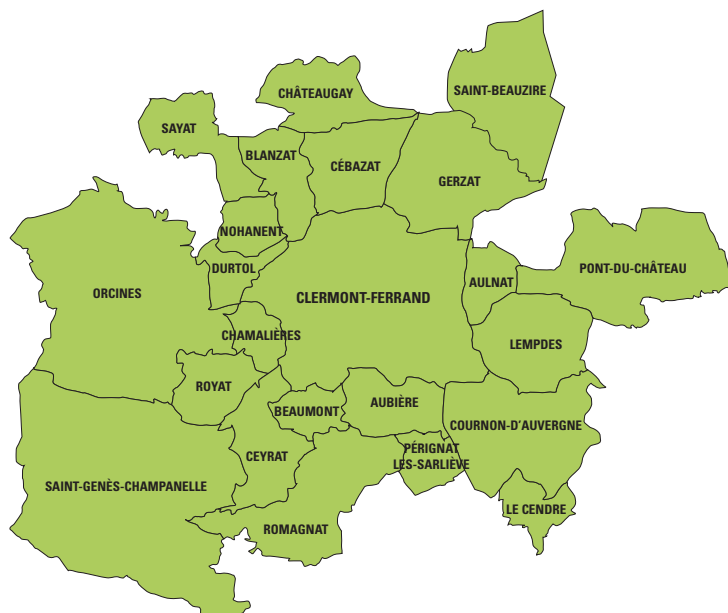 SAINT-BEAUZIRE
CHÂTEAUGAY
SAYAT
BLANZAT
CÉBAZAT
GERZAT
NOHANENT
DURTOL
PONT-DU-CHÂTEAU
AULNAT
ORCINES
CLERMONT-FERRAND
CHAMALIÈRES
LEMPDES
ROYAT
BEAUMONT
AUBIÈRE
COURNON-D'AUVERGNE
PÉRIGNAT
LES-SARLIÈVE
CEYRAT
SAINT-GENÈS-CHAMPANELLE
LE CENDRE
ROMAGNAT